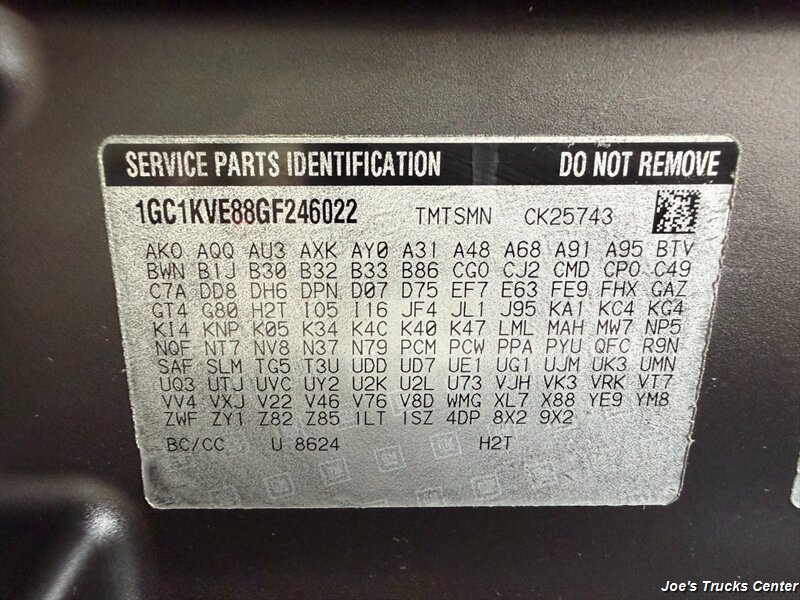 SERVICE PARTS IDENTIFICATION DO NOT REMOVE
1GC1KVE88GF246022 TMTSMN CK25743
AKO AQQ AU3 AXK AY0 A31 A48 A68 A91 A95 BTV
BWN B1J B30 B32 B33 B86 CGO CJ2 CMD CPO C49
C7A DD8 DH6 DPN D07 D75 EF7 E63 FE9 FHX GAZ
GT4 G80 H2T IO5 I16 JF4 JL1 J95 KA1 KC4 KG4
KI4 KNP K05 K34 K4C K40 K47 LML MAH MW7 NP5
NQF NT7 NV8 N37 N79 PCM PCW PPA PYU QFC R9N
SAF SLM TG5 T3U UDD UD7 UE1 UG1 UJM UK3 UMN
UQ3 UTJ UVC UY2 U2K U2L U73 VJH VK3 VRK VT7
VV4 VXJ V22 V46 V76 V8D WMG XL7 X88 YE9 YM8
ZWF ZY1 Z82 Z85 1LT 1SZ 4DP 8X2 9X2
BC/CC U 8624 H2T
Joe's Trucks Center